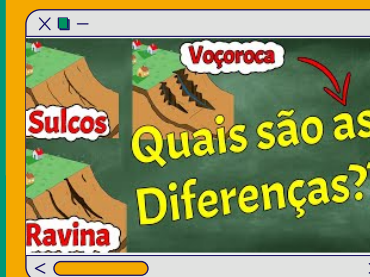 Voçoroca
Sulcos
Quais são as
Diferenças?
Ravina